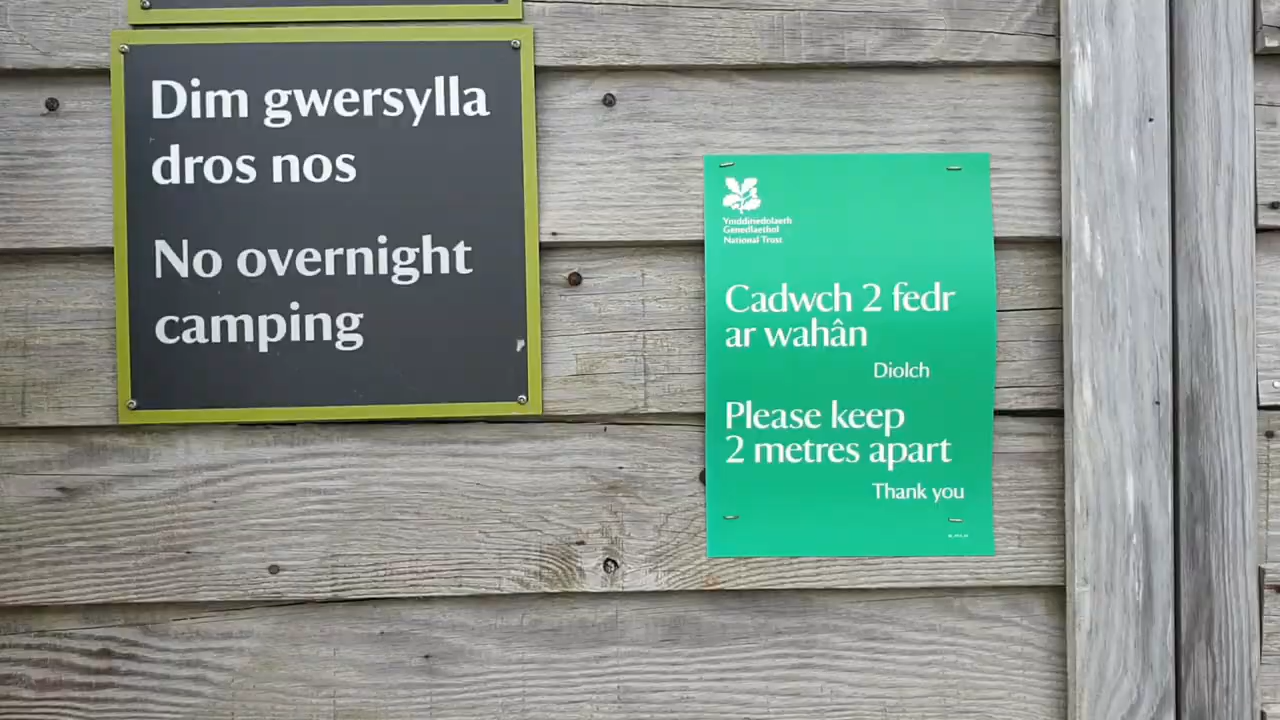 Dim gwersylla
dros nos
No overnight
camping
Ymddiriedolaeth
Genedlaethol
National Trust
Cadwch 2 fedr
ar wahân
Diolch
Please keep
2 metres apart
Thank you